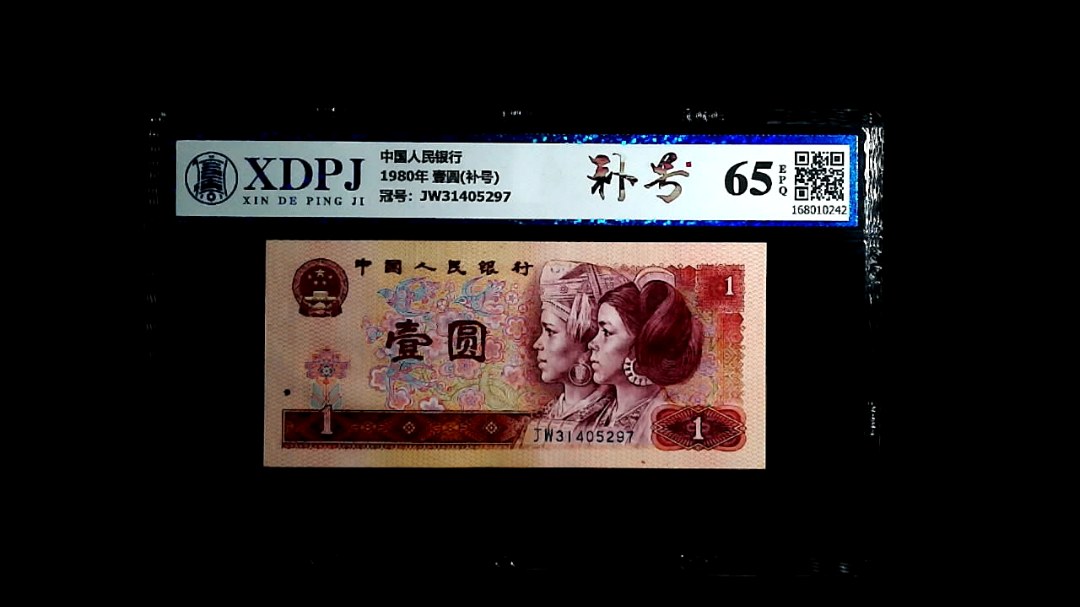 XDPJ
XIN DE PING JI
中国人民银行
1980年 壹圆(补号)
冠号：JW31405297
补号
65
EPQ
168010242
中国人民银行
1
壹圆
1
JW31405297
1